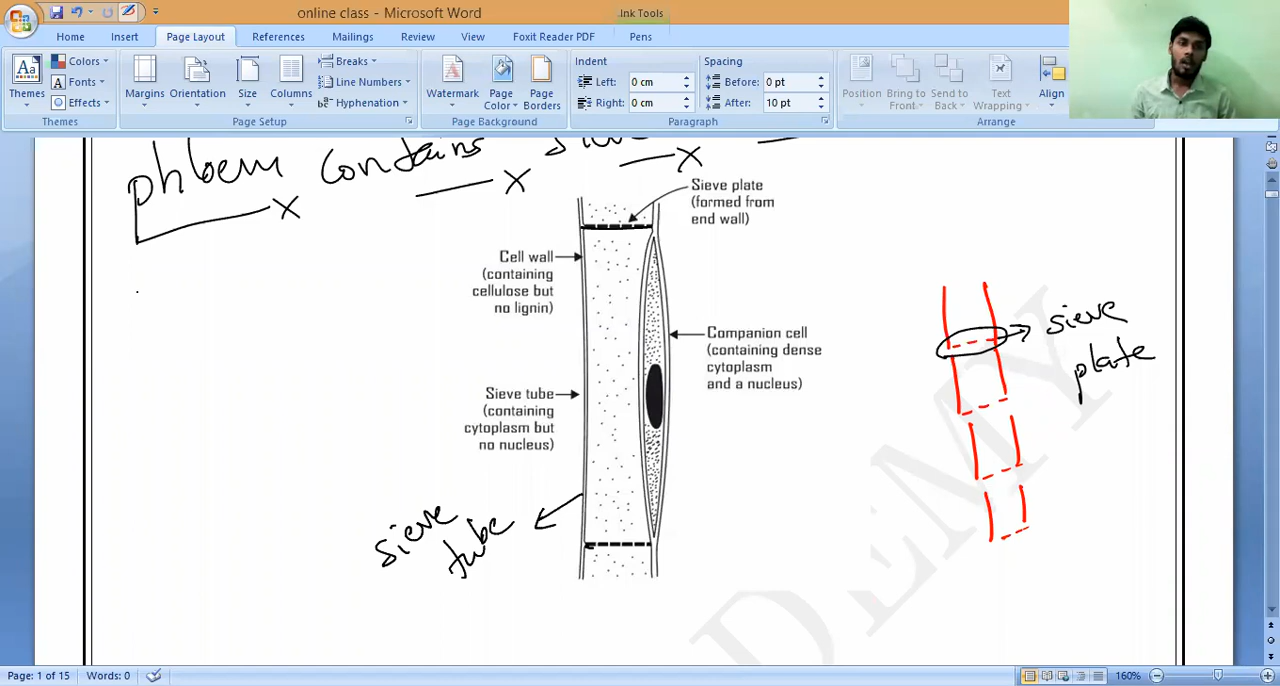 online class - Microsoft Word
Ink Tools
Home Insert Page Layout References Mailings Review View Foxit Reader PDF Pens
Themes
Colors
Fonts
Effects
Themes
Margins Orientation Size Columns
Breaks
Line Numbers
Hyphenation
Page Setup
Watermark Page Color Page Borders
Page Background
Indent
Left: 0 cm
Right: 0 cm
Spacing
Before: 0 pt
After: 10 pt
Paragraph
Position Bring to Front Send to Back Text Wrapping Align
Arrange
phloem contains
Sieve plate
(formed from
end wall)
Cell wall
(containing
cellulose but
no lignin)
Companion cell
(containing dense
cytoplasm
and a nucleus)
Sieve tube
(containing
cytoplasm but
no nucleus)
sieve
tube
sieve
plate
DEMY
Page: 1 of 15 Words: 0
160%